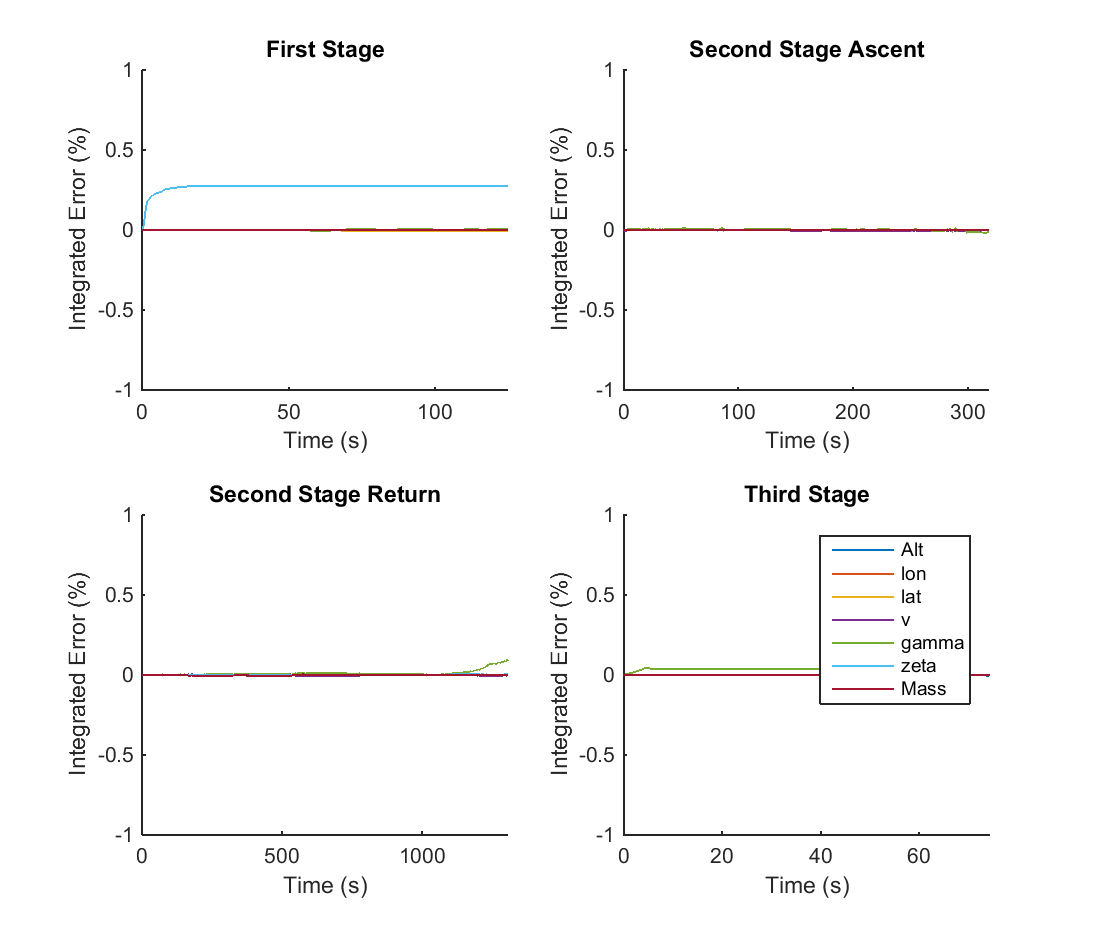 First Stage
1
0.5
0
-0.5
-1
Integrated Error (%)
0 50 100
Time (s)
Second Stage Ascent
1
0.5
0
-0.5
-1
Integrated Error (%)
0 100 200 300
Time (s)
Second Stage Return
1
0.5
0
-0.5
-1
Integrated Error (%)
0 500 1000
Time (s)
Third Stage
1
0.5
0
-0.5
-1
Integrated Error (%)
Alt
lon
lat
v
gamma
zeta
Mass
0 20 40 60
Time (s)